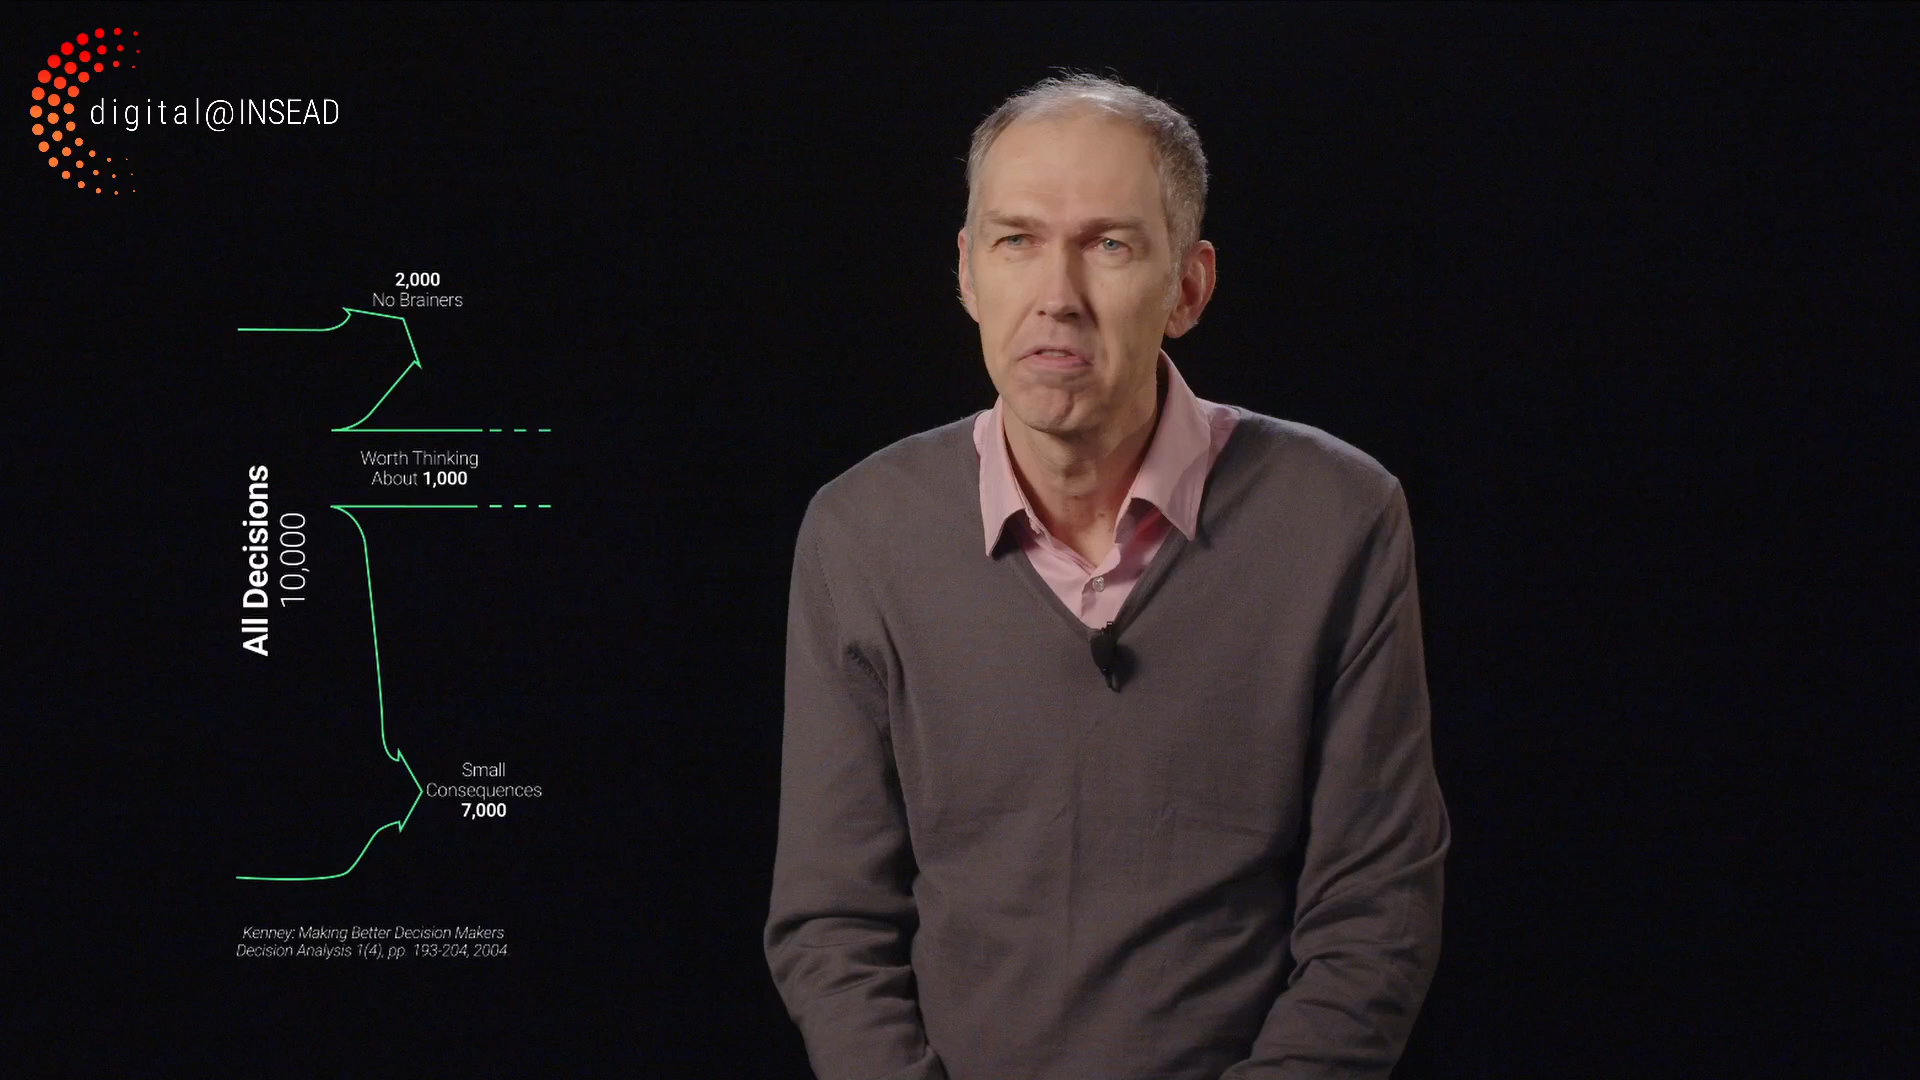 digital@INSEAD
2,000
No Brainers
Worth Thinking
About 1,000
All Decisions
10,000
Small
Consequences
7,000
Kenney: Making Better Decision Makers
Decision Analysis 1(4), pp. 193-204, 2004.